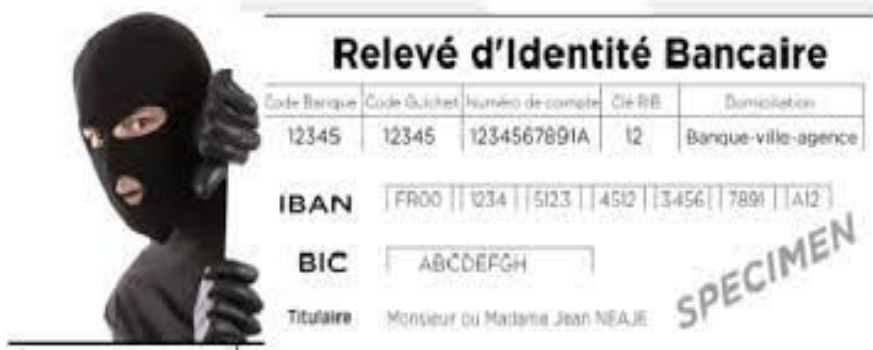 Relevé d'Identité Bancaire
Code Banque Code Guichet Numéro de compte Clé RIB Domiciliation
12345 12345 1234567891A 12 Banque-ville-agence
IBAN FR00 1234 5123 4512 3456 7891 A12
BIC ABCDEFGH
SPECIMEN
Titulaire Monsieur ou Madame Jean NEAJE